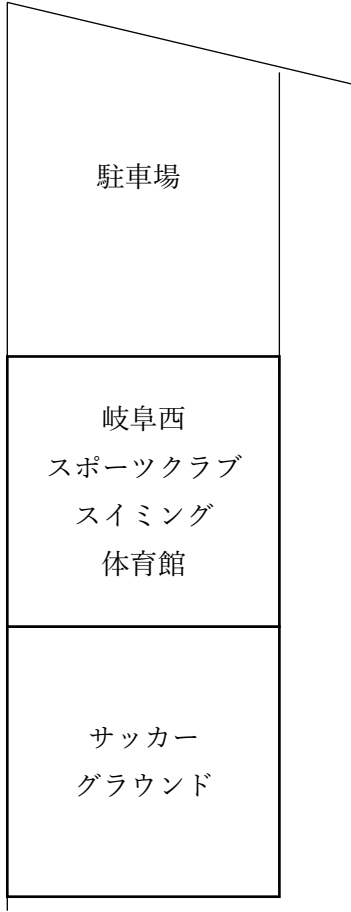 駐車場
岐阜西
スポーツクラブ
スイミング
体育館
サッカー
グラウンド